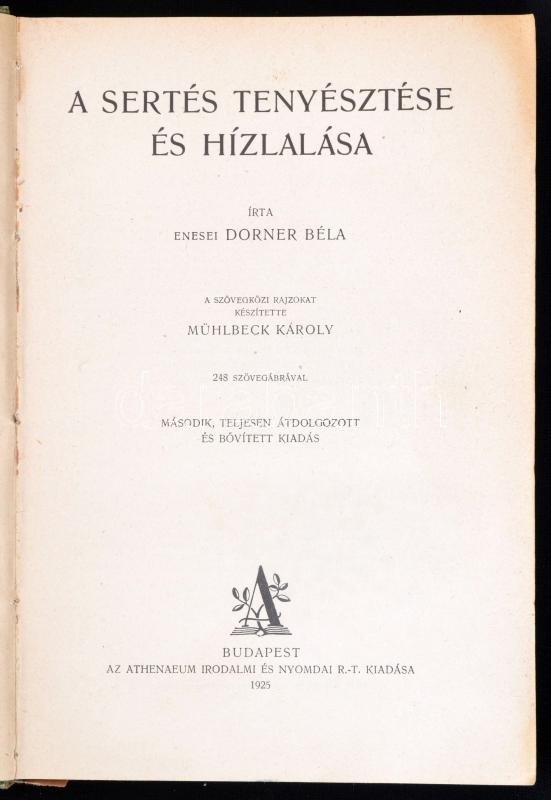 A SERTÉS TENYÉSZTÉSE
ÉS HÍZLALÁSA
ÍRTA
ENESEI DORNER BÉLA
A SZÖVEGKÖZI RAJZOKAT
KÉSZÍTETTE
MÜHLBECK KÁROLY
248 SZÖVEGÁBRÁVAL
darabanth
MÁSODIK, TELJESEN ÁTDOLGOZOTT
ÉS BŐVÍTETT KIADÁS
A
BUDAPEST
AZ ATHENAEUM IRODALMI ÉS NYOMDAI R.-T. KIADÁSA
1925